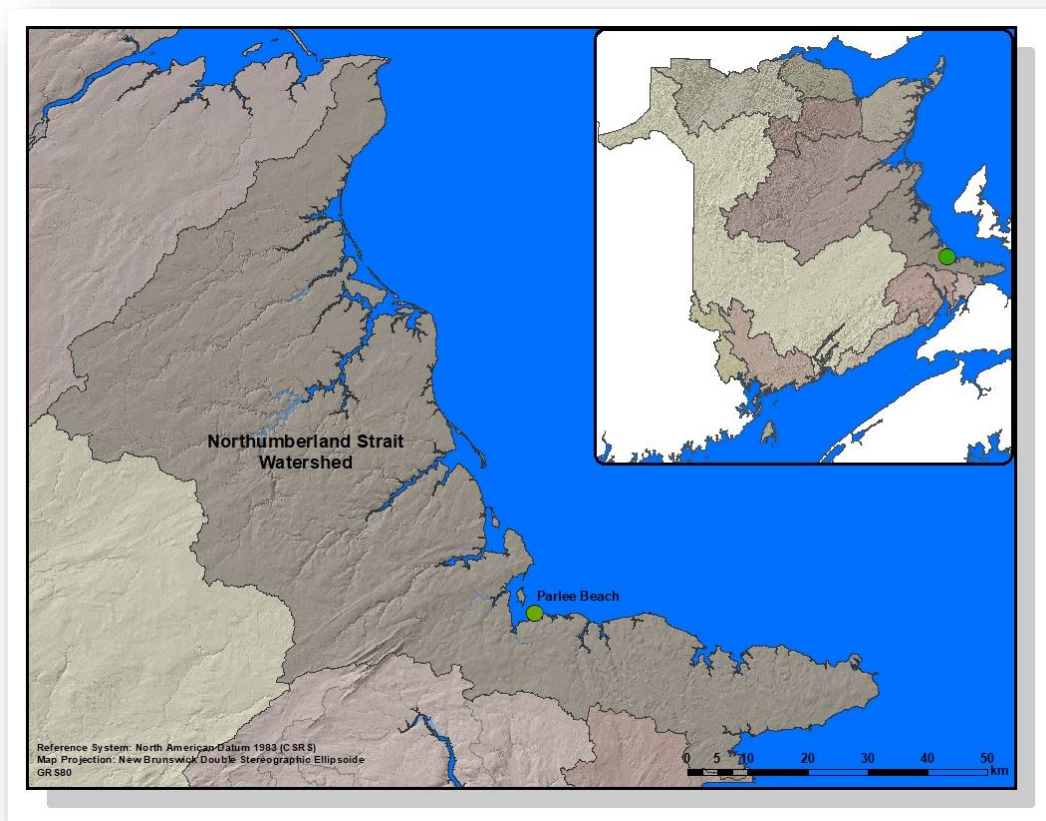 Northumberland Strait
Watershed
Parlee Beach
Reference System: North American Datum 1983 (CSRS)
Map Projection: New Brunswick Double Stereographic Ellipsoide
GRS80
0 5 10 20 30 40 50
km